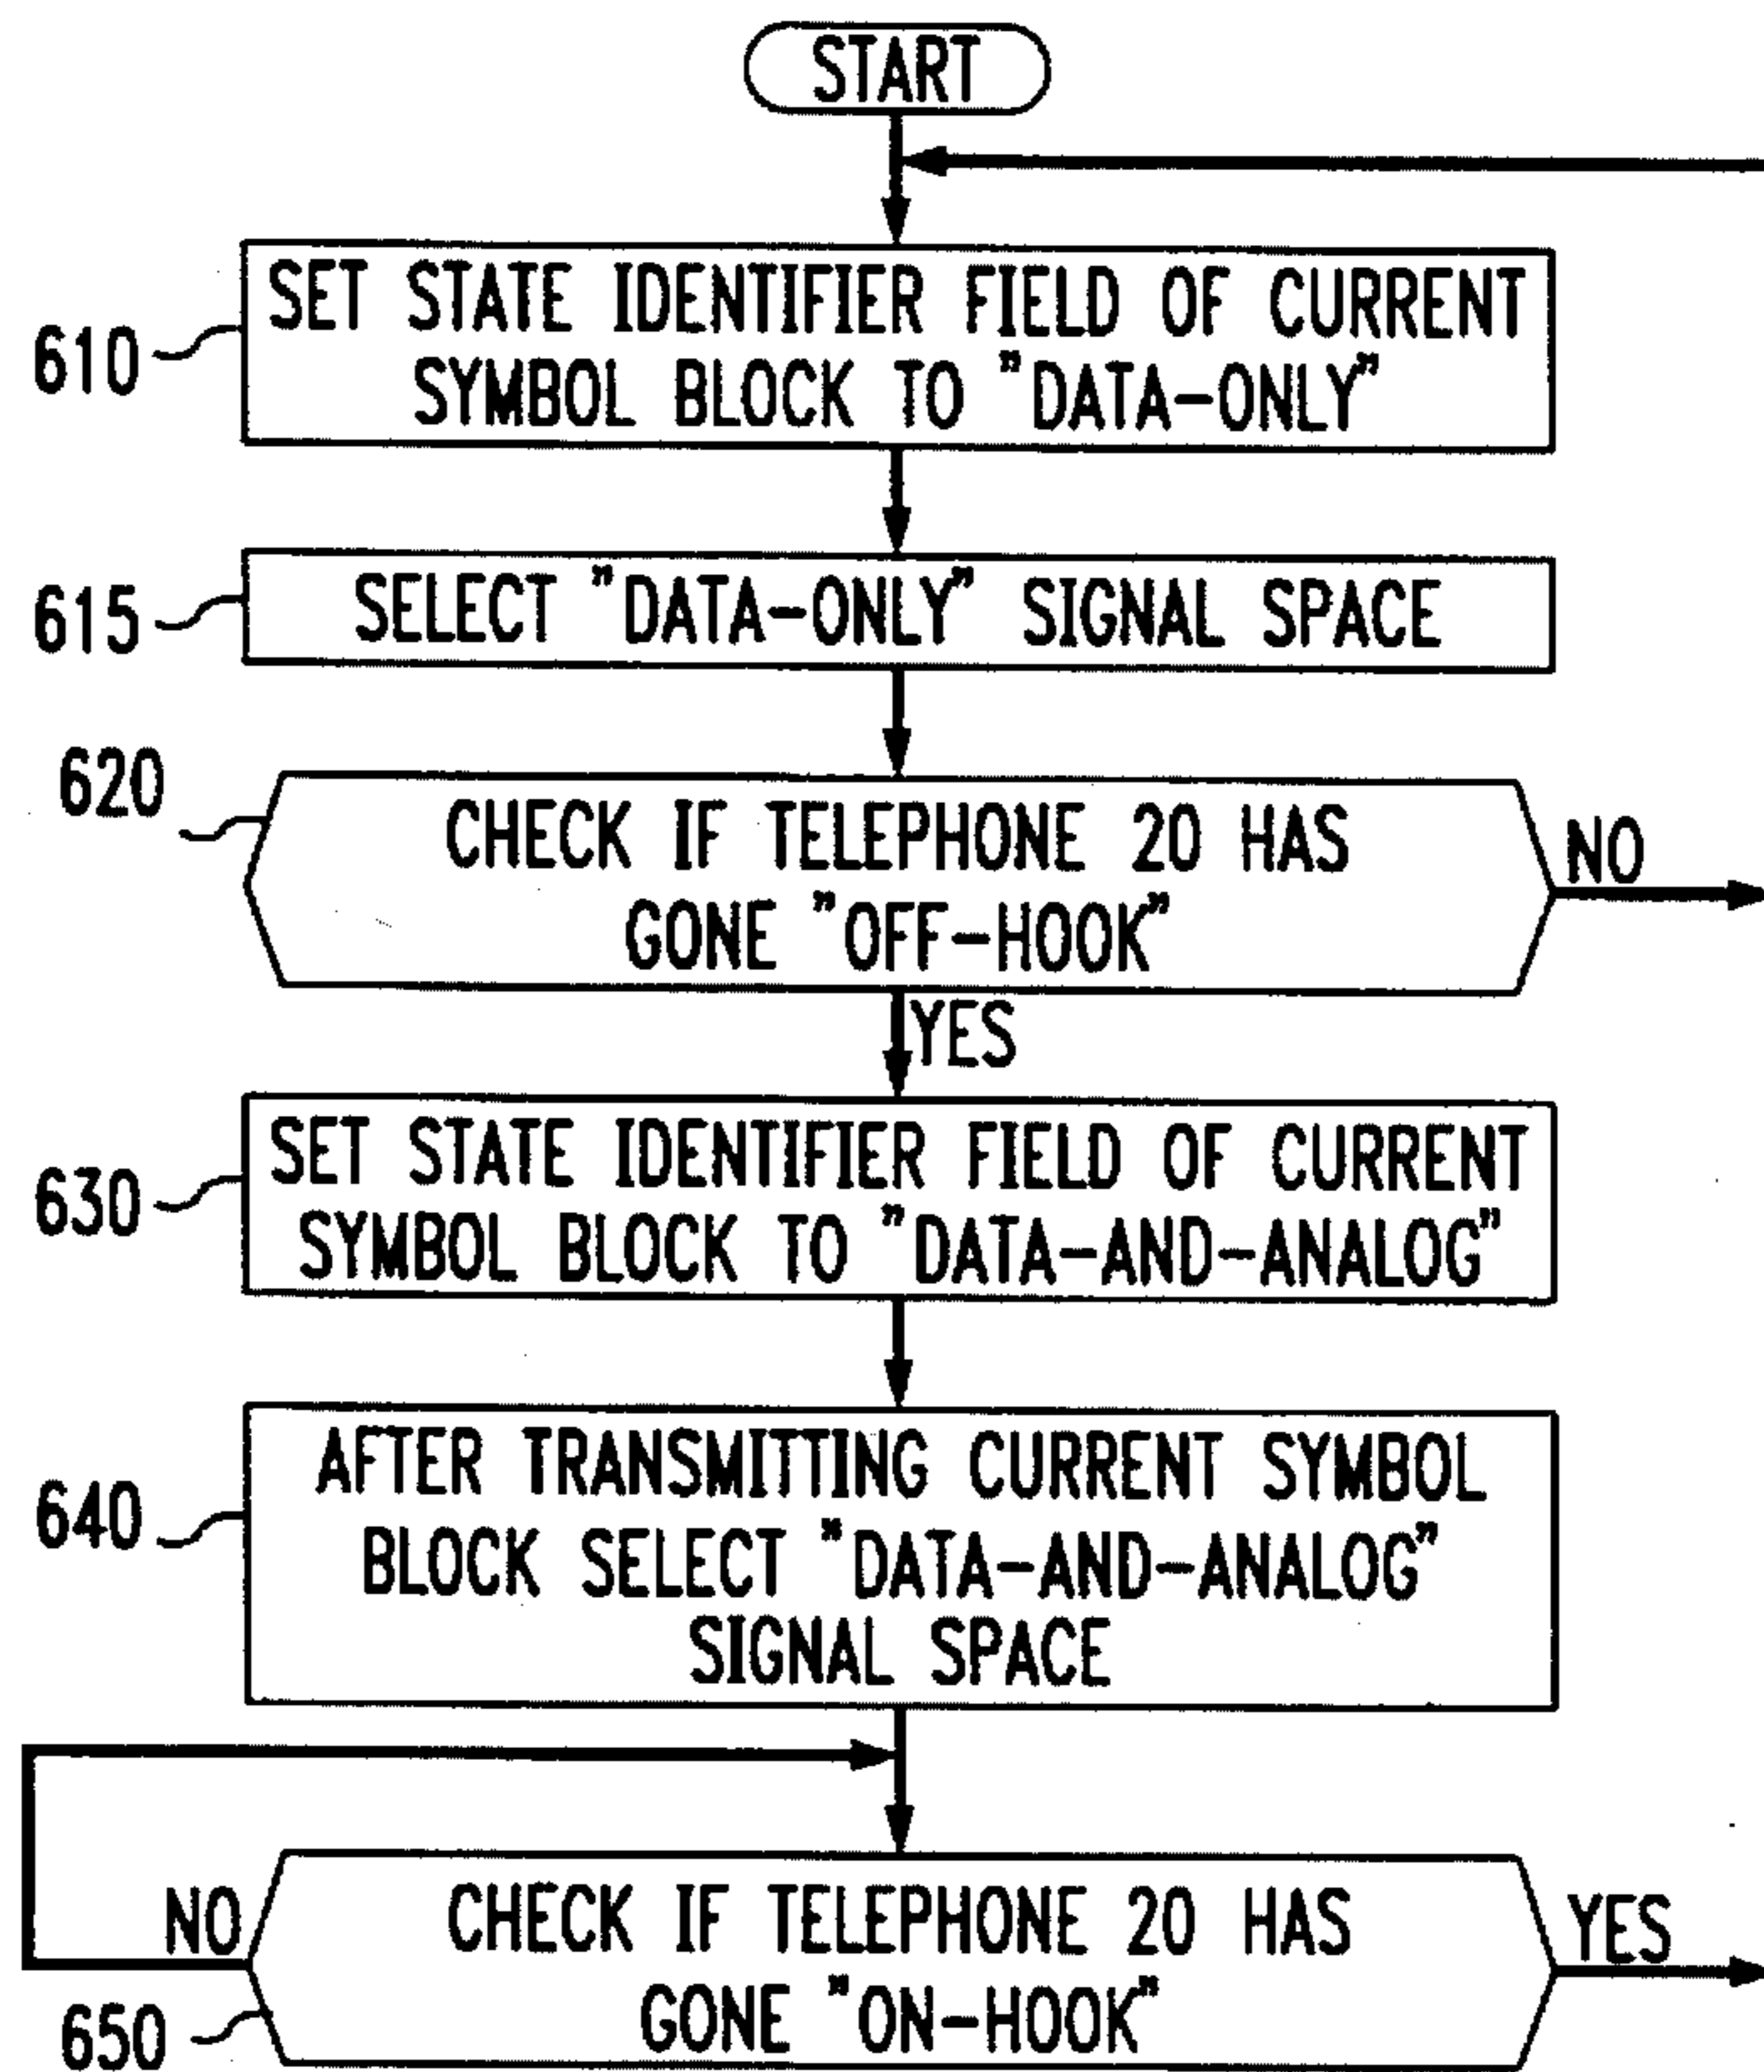 START
610
SET STATE IDENTIFIER FIELD OF CURRENT
SYMBOL BLOCK TO "DATA-ONLY"
615
SELECT "DATA-ONLY" SIGNAL SPACE
620
CHECK IF TELEPHONE 20 HAS
GONE "OFF-HOOK"
NO
YES
630
SET STATE IDENTIFIER FIELD OF CURRENT
SYMBOL BLOCK TO "DATA-AND-ANALOG"
640
AFTER TRANSMITTING CURRENT SYMBOL
BLOCK SELECT "DATA-AND-ANALOG"
SIGNAL SPACE
NO
650
CHECK IF TELEPHONE 20 HAS
GONE "ON-HOOK"
YES